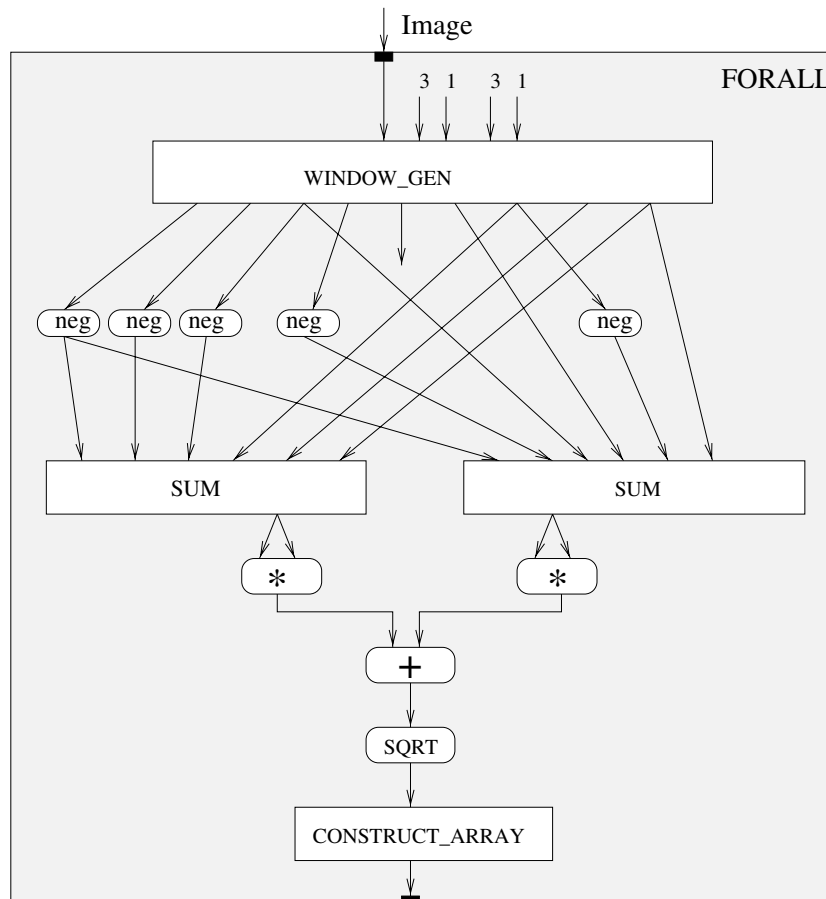 Image
FORALL
3 1 3 1
WINDOW_GEN
neg neg neg neg neg
SUM SUM
* *
+
SQRT
CONSTRUCT_ARRAY